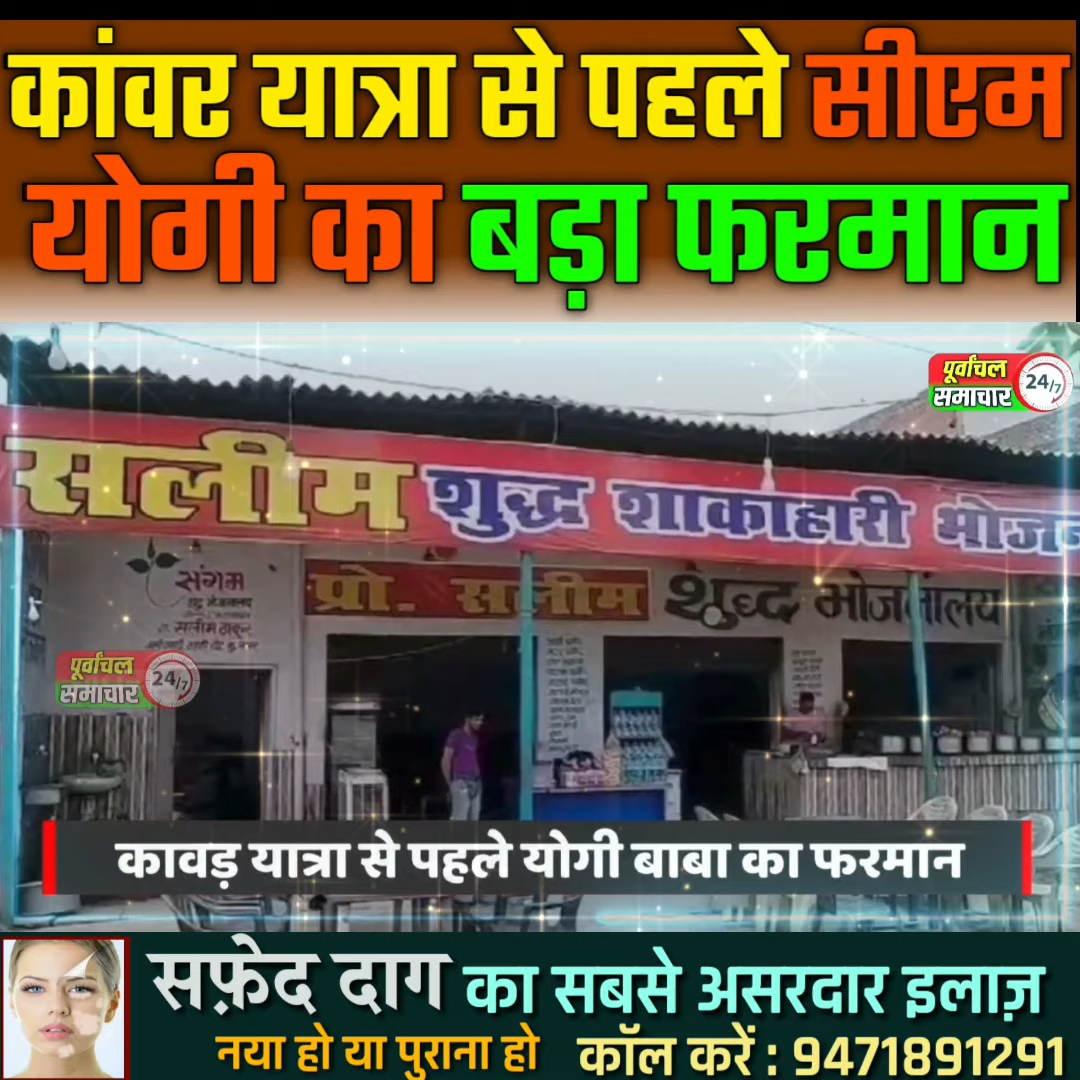 कांवर यात्रा से पहले सीएम
योगी का बड़ा फरमान
पूर्वांचल
समाचार 24/7
सलीम शुद्ध शाकाहारी भोजन
संगम
प्रो. सलीम शुद्ध भोजनालय
सलीम ठाकुर
पूर्वांचल
समाचार 24/7
कावड़ यात्रा से पहले योगी बाबा का फरमान
सफ़ेद दाग का सबसे असरदार इलाज़
नया हो या पुराना हो कॉल करें : 9471891291